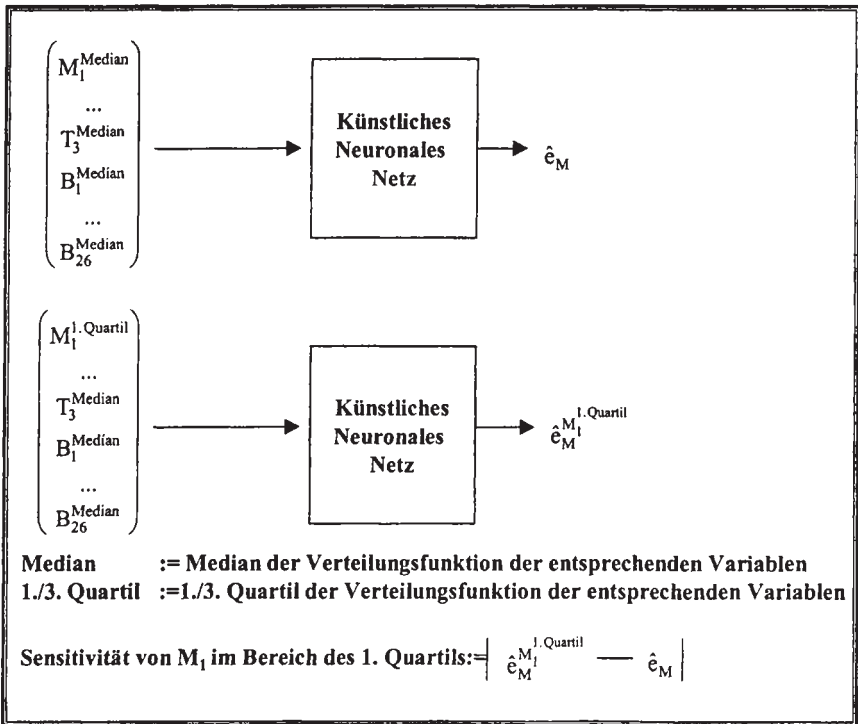 M₁^Median
...
T₃^Median
B₁^Median
...
B₂₆^Median
Künstliches
Neuronales
Netz
ê_M
M₁^1.Quartil
...
T₃^Median
B₁^Median
...
B₂₆^Median
Künstliches
Neuronales
Netz
ê_M^M₁^1.Quartil
Median := Median der Verteilungsfunktion der entsprechenden Variablen
1./3. Quartil :=1./3. Quartil der Verteilungsfunktion der entsprechenden Variablen
Sensitivität von M₁ im Bereich des 1. Quartils:=| ê_M^M₁^1.Quartil — ê_M |